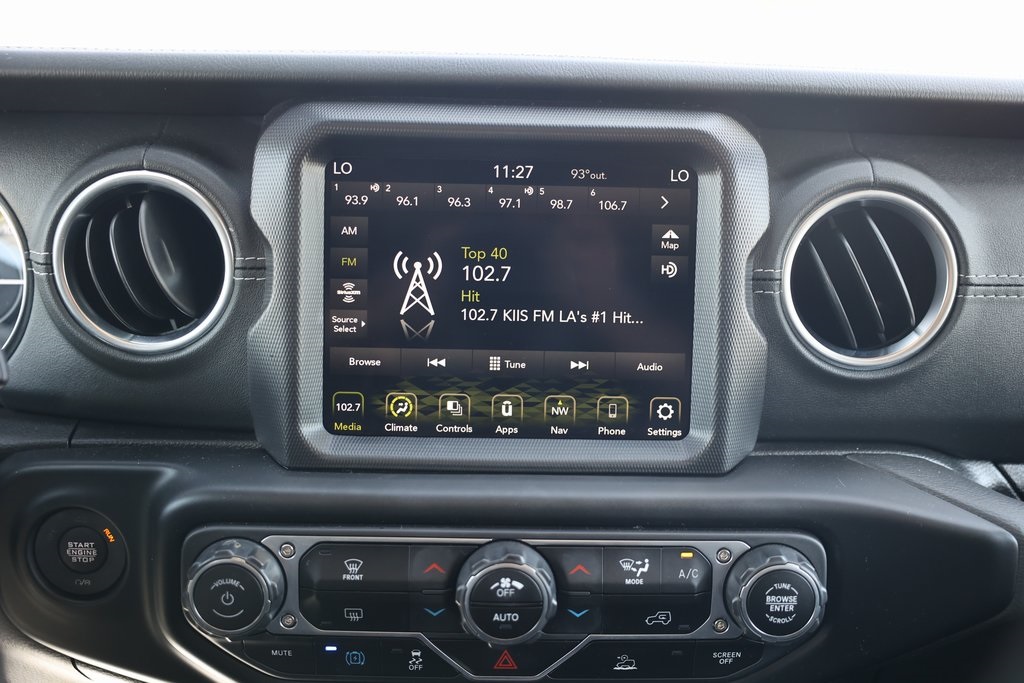 LO 11:27 93°out. LO
1 2 3 4 5 6
93.9 96.1 96.3 97.1 98.7 106.7
AM
FM
SiriusXM
Source
Select
Map
Top 40
102.7
Hit
102.7 KIIS FM LA's #1 Hit...
Browse Tune Audio
102.7 NW
Media Climate Controls Apps Nav Phone Settings
START
ENGINE
STOP
RUN
VOLUME
FRONT
OFF
AUTO
MODE
A/C
TUNE
BROWSE
ENTER
SCROLL
MUTE
OFF
SCREEN
OFF